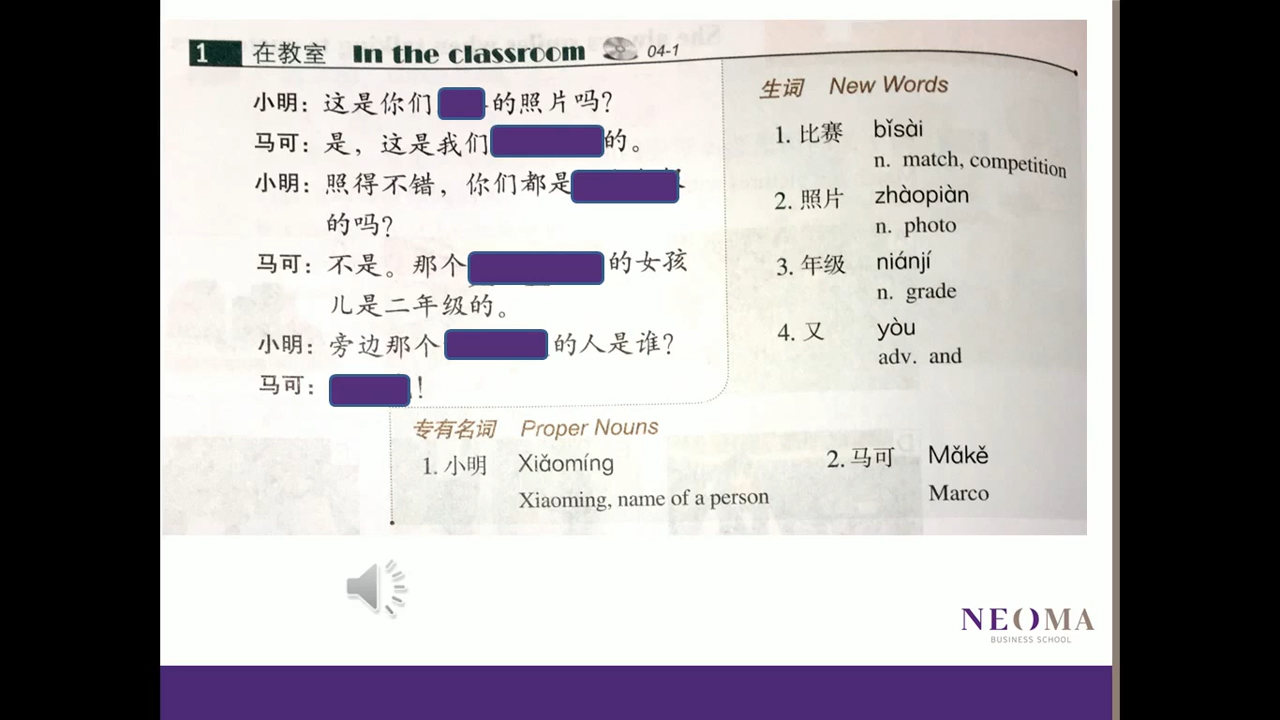 1 在教室 In the classroom 04-1
小明：这是你们的照片吗？
马可：是，这是我们的。
小明：照得不错，你们都是
的吗？
马可：不是。那个的女孩
儿是二年级的。
小明：旁边那个的人是谁？
马可：！
生词 New Words
1. 比赛 bǐsài
n. match, competition
2. 照片 zhàopiàn
n. photo
3. 年级 niánjí
n. grade
4. 又 yòu
adv. and
专有名词 Proper Nouns
1. 小明 Xiǎomíng
Xiaoming, name of a person
2. 马可 Mǎkě
Marco
NEOMA
BUSINESS SCHOOL